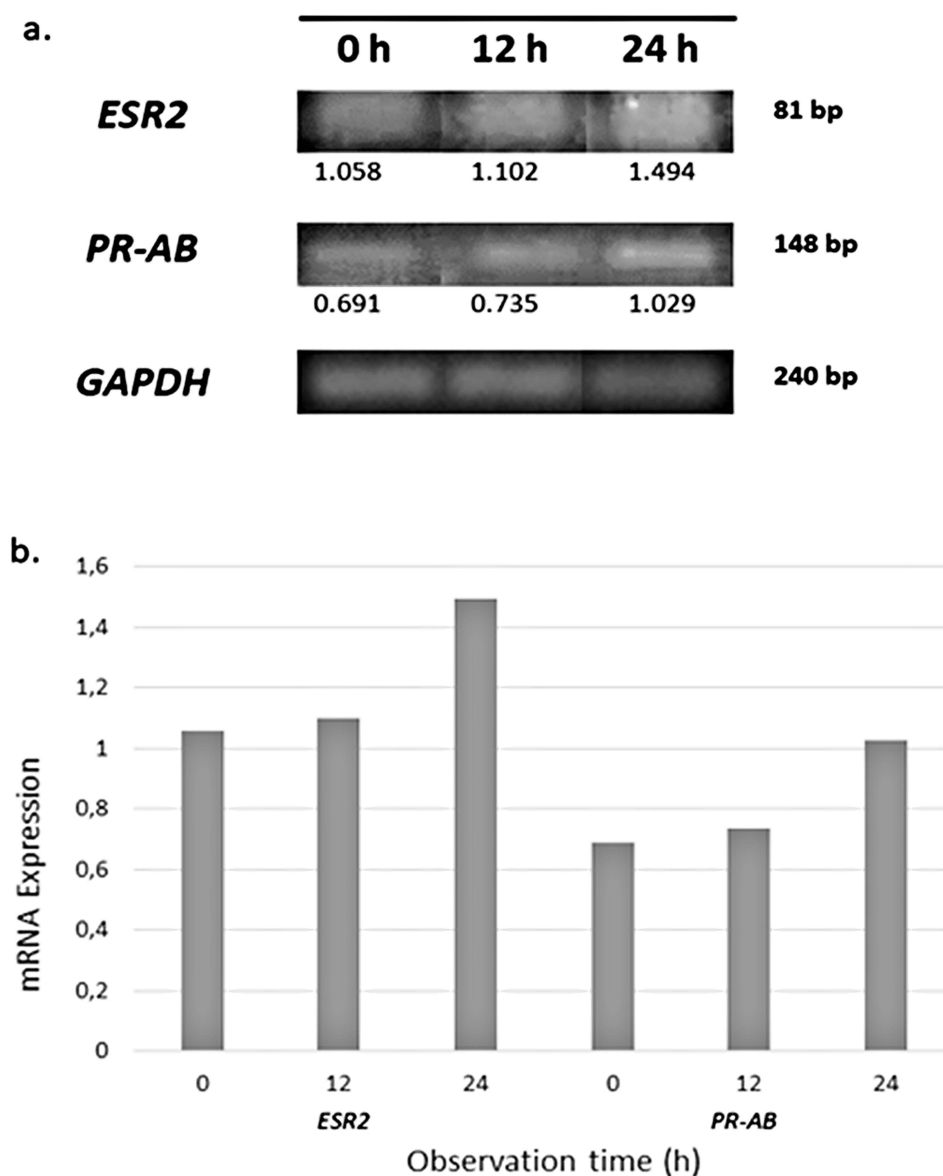 a.
0 h 12 h 24 h
ESR2 81 bp
1.058 1.102 1.494
PR-AB 148 bp
0.691 0.735 1.029
GAPDH 240 bp
b.
1,6
1,4
1,2
1
0,8
0,6
0,4
0,2
0
mRNA Expression
0 12 24 0 12 24
ESR2 PR-AB
Observation time (h)